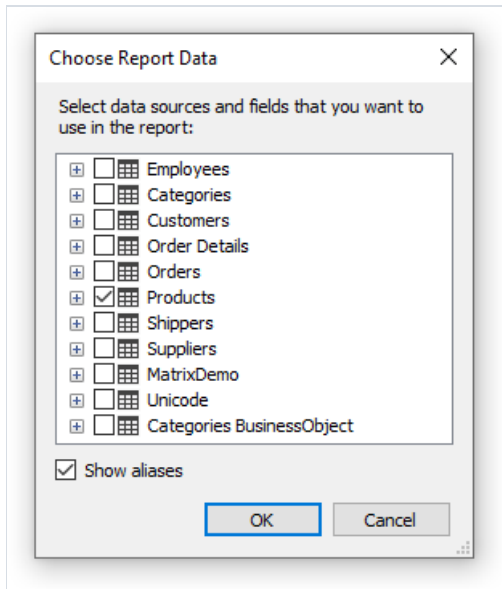 Choose Report Data
Select data sources and fields that you want to
use in the report:
Employees
Categories
Customers
Order Details
Orders
Products
Shippers
Suppliers
MatrixDemo
Unicode
Categories BusinessObject
Show aliases
OK Cancel